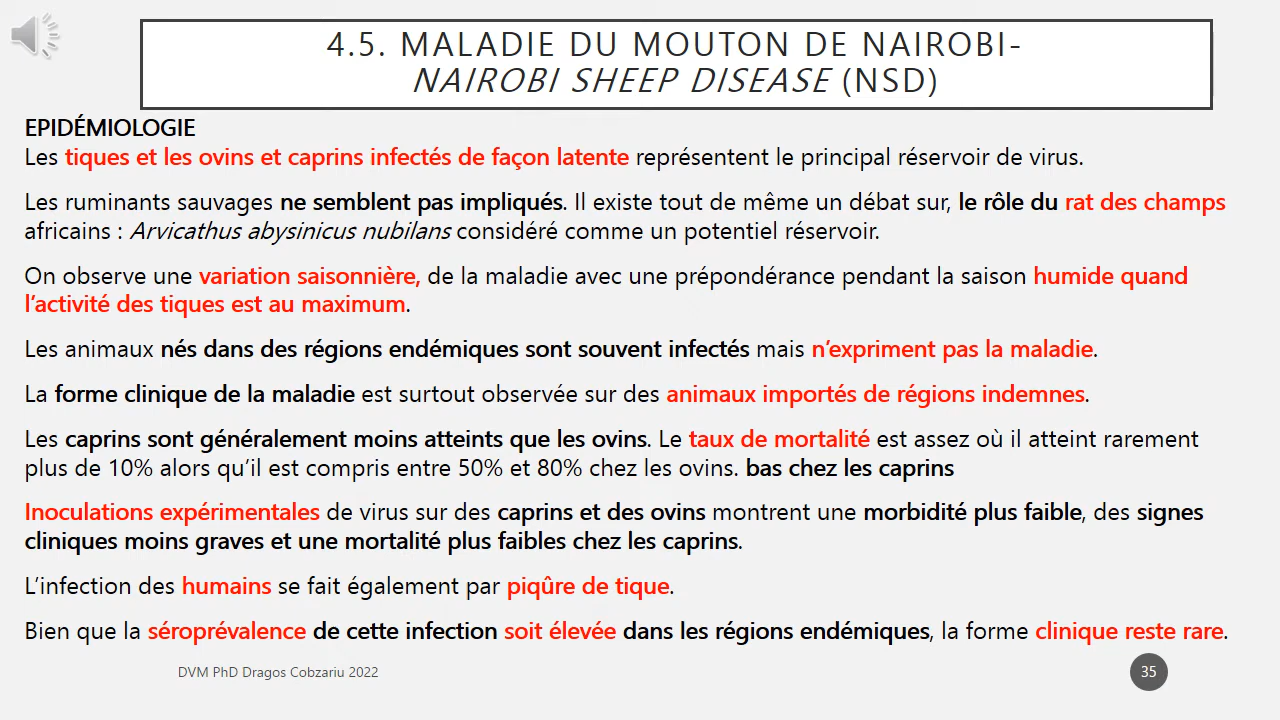 4.5. MALADIE DU MOUTON DE NAIROBI-
NAIROBI SHEEP DISEASE (NSD)
EPIDÉMIOLOGIE
Les tiques et les ovins et caprins infectés de façon latente représentent le principal réservoir de virus.
Les ruminants sauvages ne semblent pas impliqués. Il existe tout de même un débat sur, le rôle du rat des champs
africains : Arvicathus abysinicus nubilans considéré comme un potentiel réservoir.
On observe une variation saisonnière, de la maladie avec une prépondérance pendant la saison humide quand
l’activité des tiques est au maximum.
Les animaux nés dans des régions endémiques sont souvent infectés mais n’expriment pas la maladie.
La forme clinique de la maladie est surtout observée sur des animaux importés de régions indemnes.
Les caprins sont généralement moins atteints que les ovins. Le taux de mortalité est assez où il atteint rarement
plus de 10% alors qu’il est compris entre 50% et 80% chez les ovins. bas chez les caprins
Inoculations expérimentales de virus sur des caprins et des ovins montrent une morbidité plus faible, des signes
cliniques moins graves et une mortalité plus faibles chez les caprins.
L’infection des humains se fait également par piqûre de tique.
Bien que la séroprévalence de cette infection soit élevée dans les régions endémiques, la forme clinique reste rare.
DVM PhD Dragos Cobzariu 2022
35